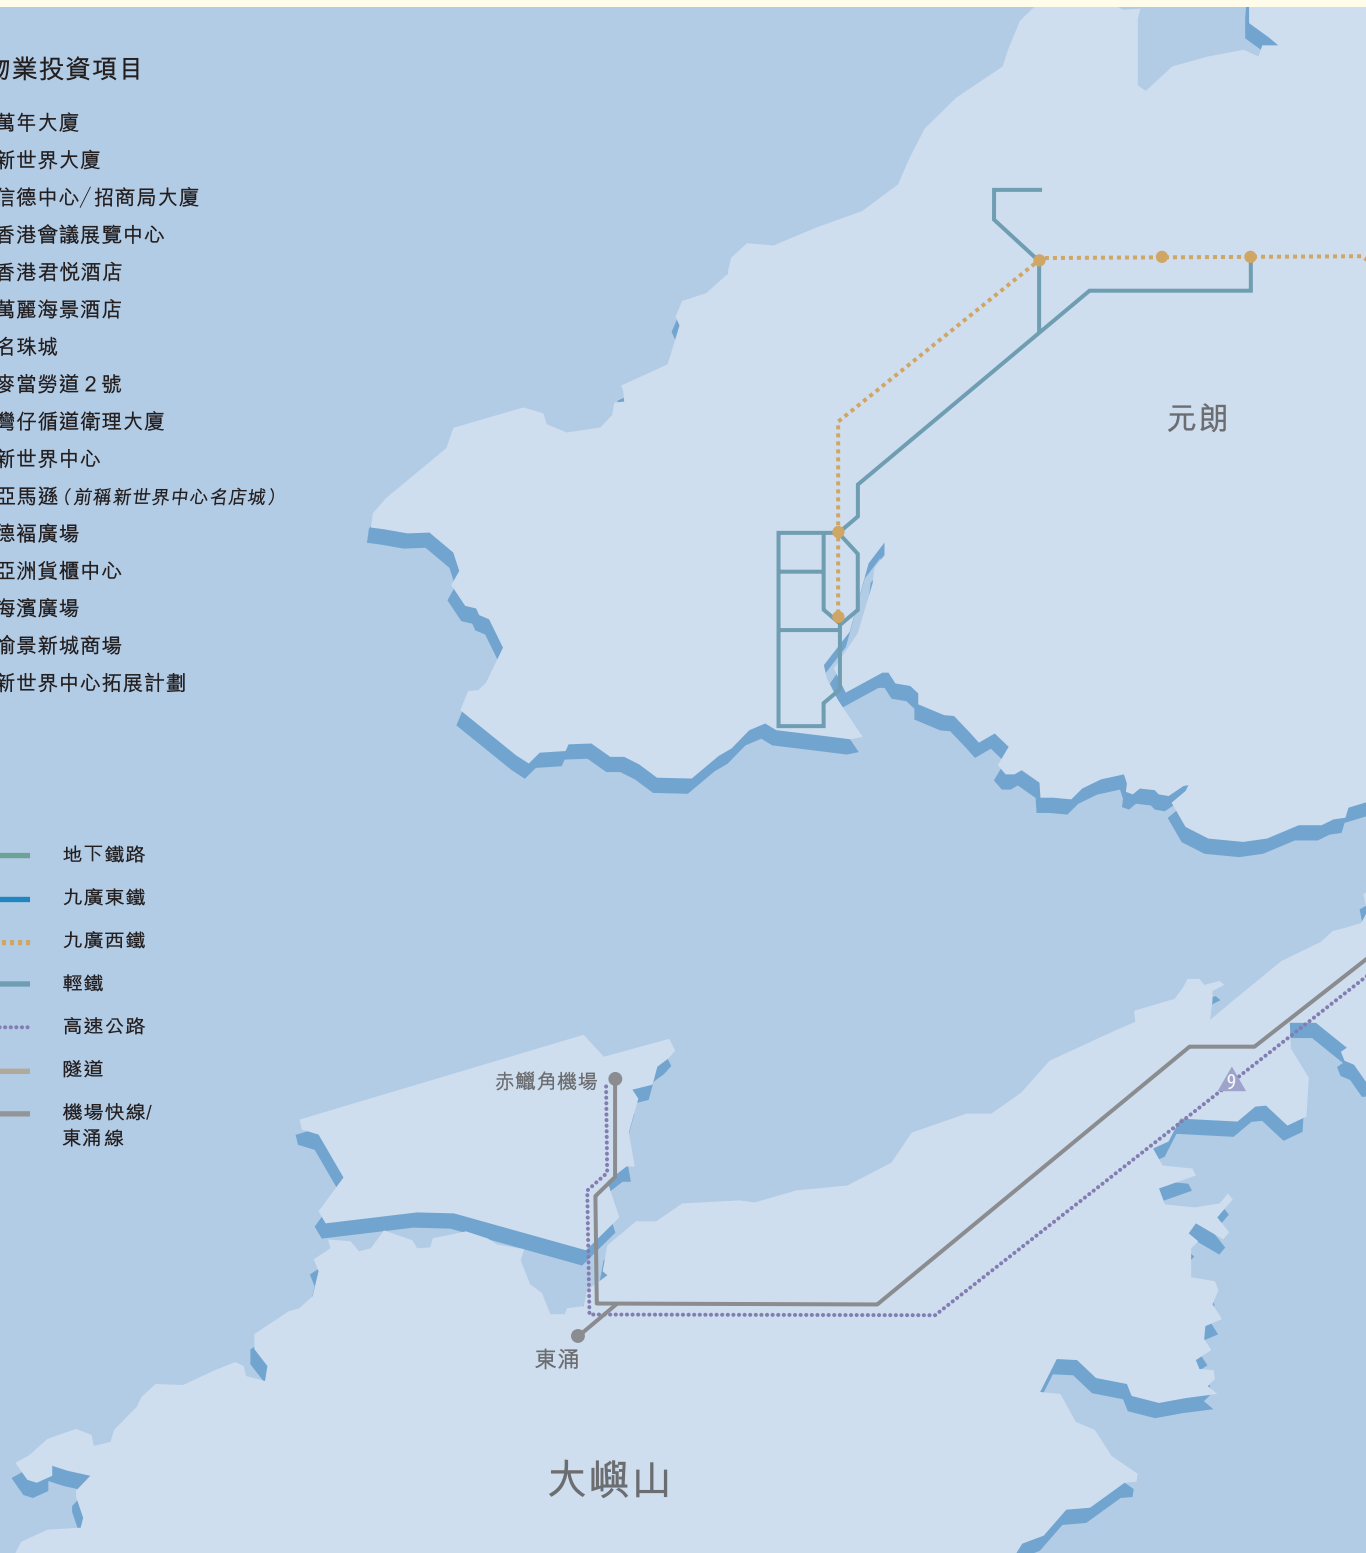 物業投資項目
萬年大廈
新世界大廈
信德中心/招商局大廈
香港會議展覽中心
香港君悅酒店
萬麗海景酒店
名珠城
麥當勞道2號
灣仔循道衛理大廈
新世界中心
亞馬遜(前稱新世界中心名店城)
德福廣場
亞洲貨櫃中心
海濱廣場
愉景新城商場
新世界中心拓展計劃
地下鐵路
九廣東鐵
九廣西鐵
輕鐵
高速公路
隧道
機場快線/
東涌線
元朗
赤鱲角機場
9
東涌
大嶼山